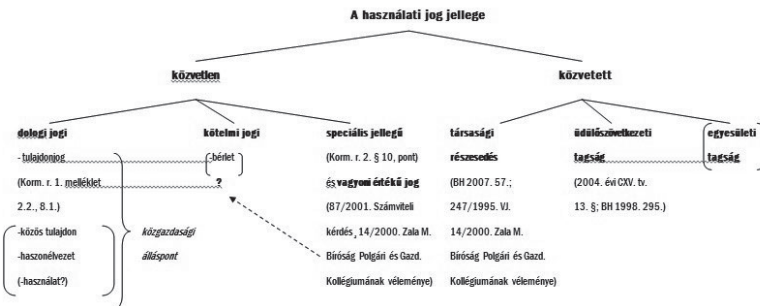 A használati jog jellege
közvetlen
közvetett
dologi jogi
- tulajdonjog
(Korm. r. 1. melléklet
2.2., 8.1.)
-közös tulajdon
-haszonélvezet
(-használat?)
közgazdasági
álláspont
kötelmi jogi
-bérlet
?
speciális jellegű
(Korm. r. 2. § 10, pont)
és vagyoni értékű jog
(87/2001. Számviteli
kérdés, 14/2000. Zala M.
Bíróság Polgári és Gazd.
Kollégiumának véleménye)
társasági
részesedés
(BH 2007. 57.;
247/1995. VJ.
14/2000. Zala M.
Bíróság Polgári és Gazd.
Kollégiumának véleménye)
üdülőszövetkezeti
tagság
(2004. évi CXV. tv.
13. §; BH 1998. 295.)
egyesületi
tagság